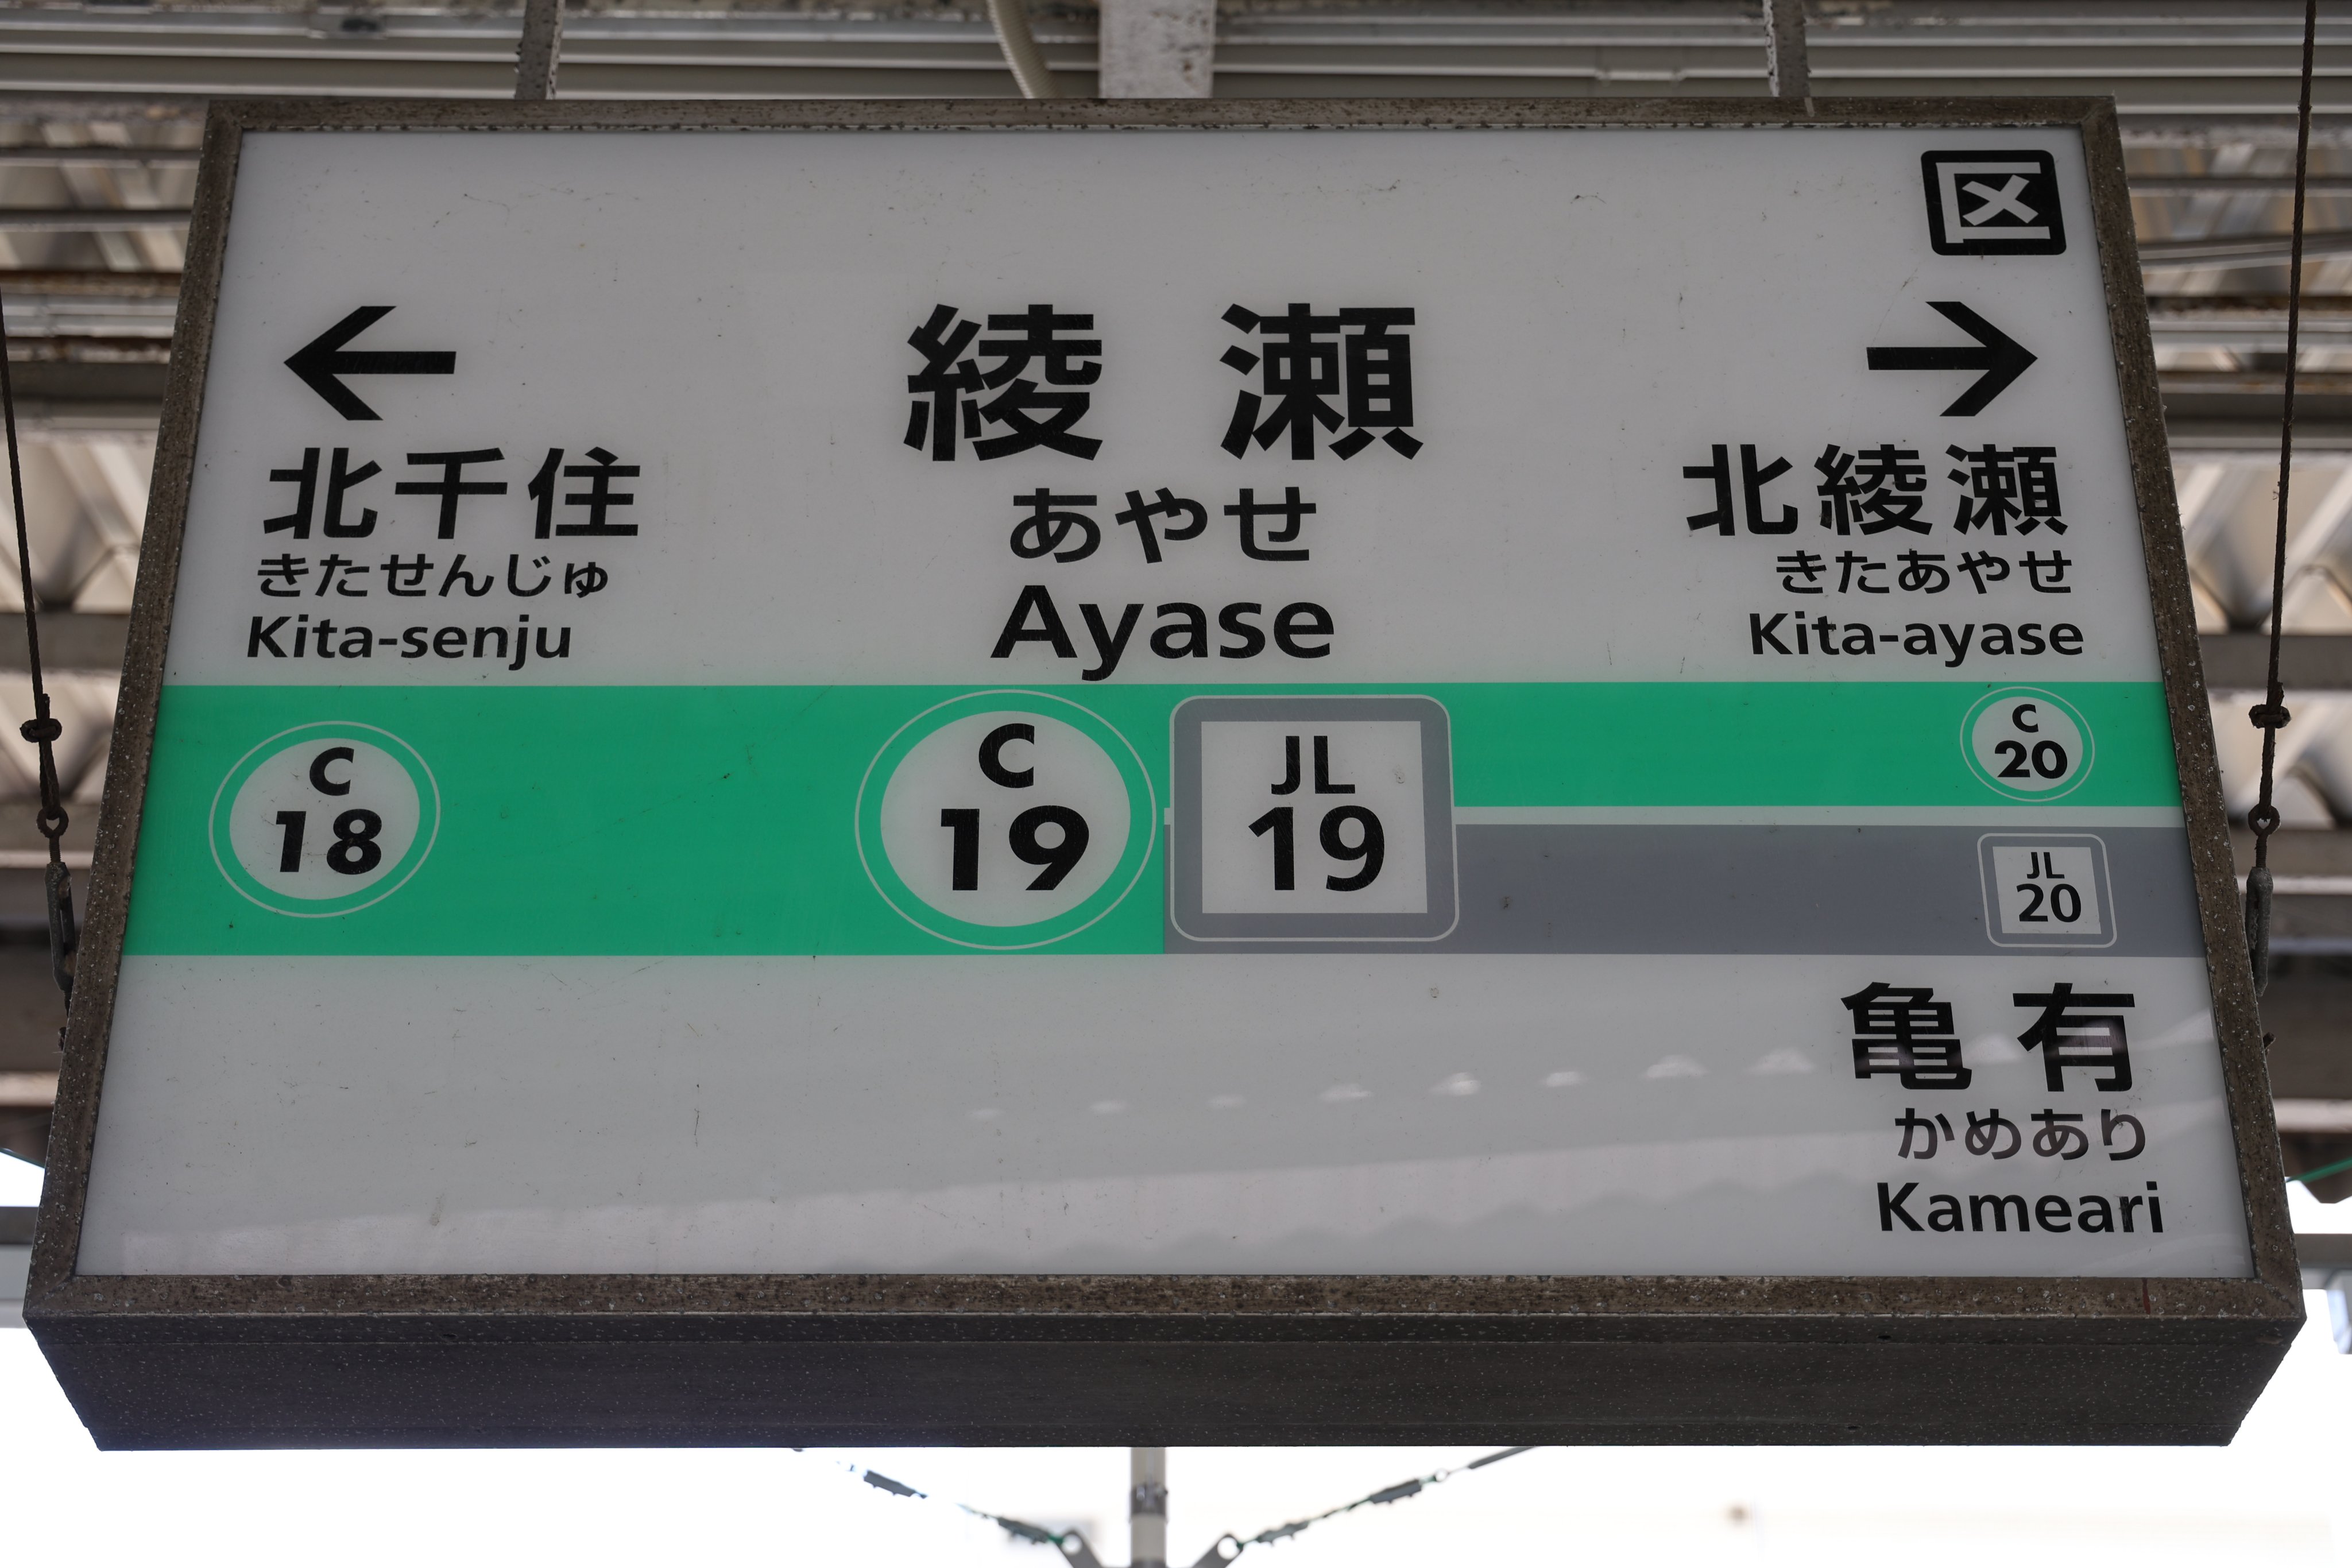 区
←
北千住
きたせんじゅ
Kita-senju
綾瀬
あやせ
Ayase
→
北綾瀬
きたあやせ
Kita-ayase
C
18
C
19
JL
19
C
20
JL
20
亀有
かめあり
Kameari